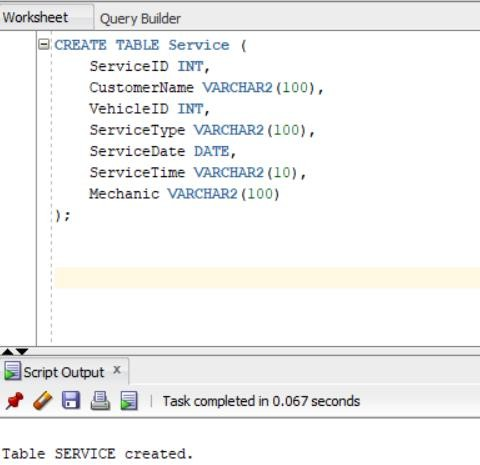 Worksheet Query Builder
CREATE TABLE Service (
    ServiceID INT,
    CustomerName VARCHAR2(100),
    VehicleID INT,
    ServiceType VARCHAR2(100),
    ServiceDate DATE,
    ServiceTime VARCHAR2(10),
    Mechanic VARCHAR2(100)
);
Script Output x
Task completed in 0.067 seconds
Table SERVICE created.